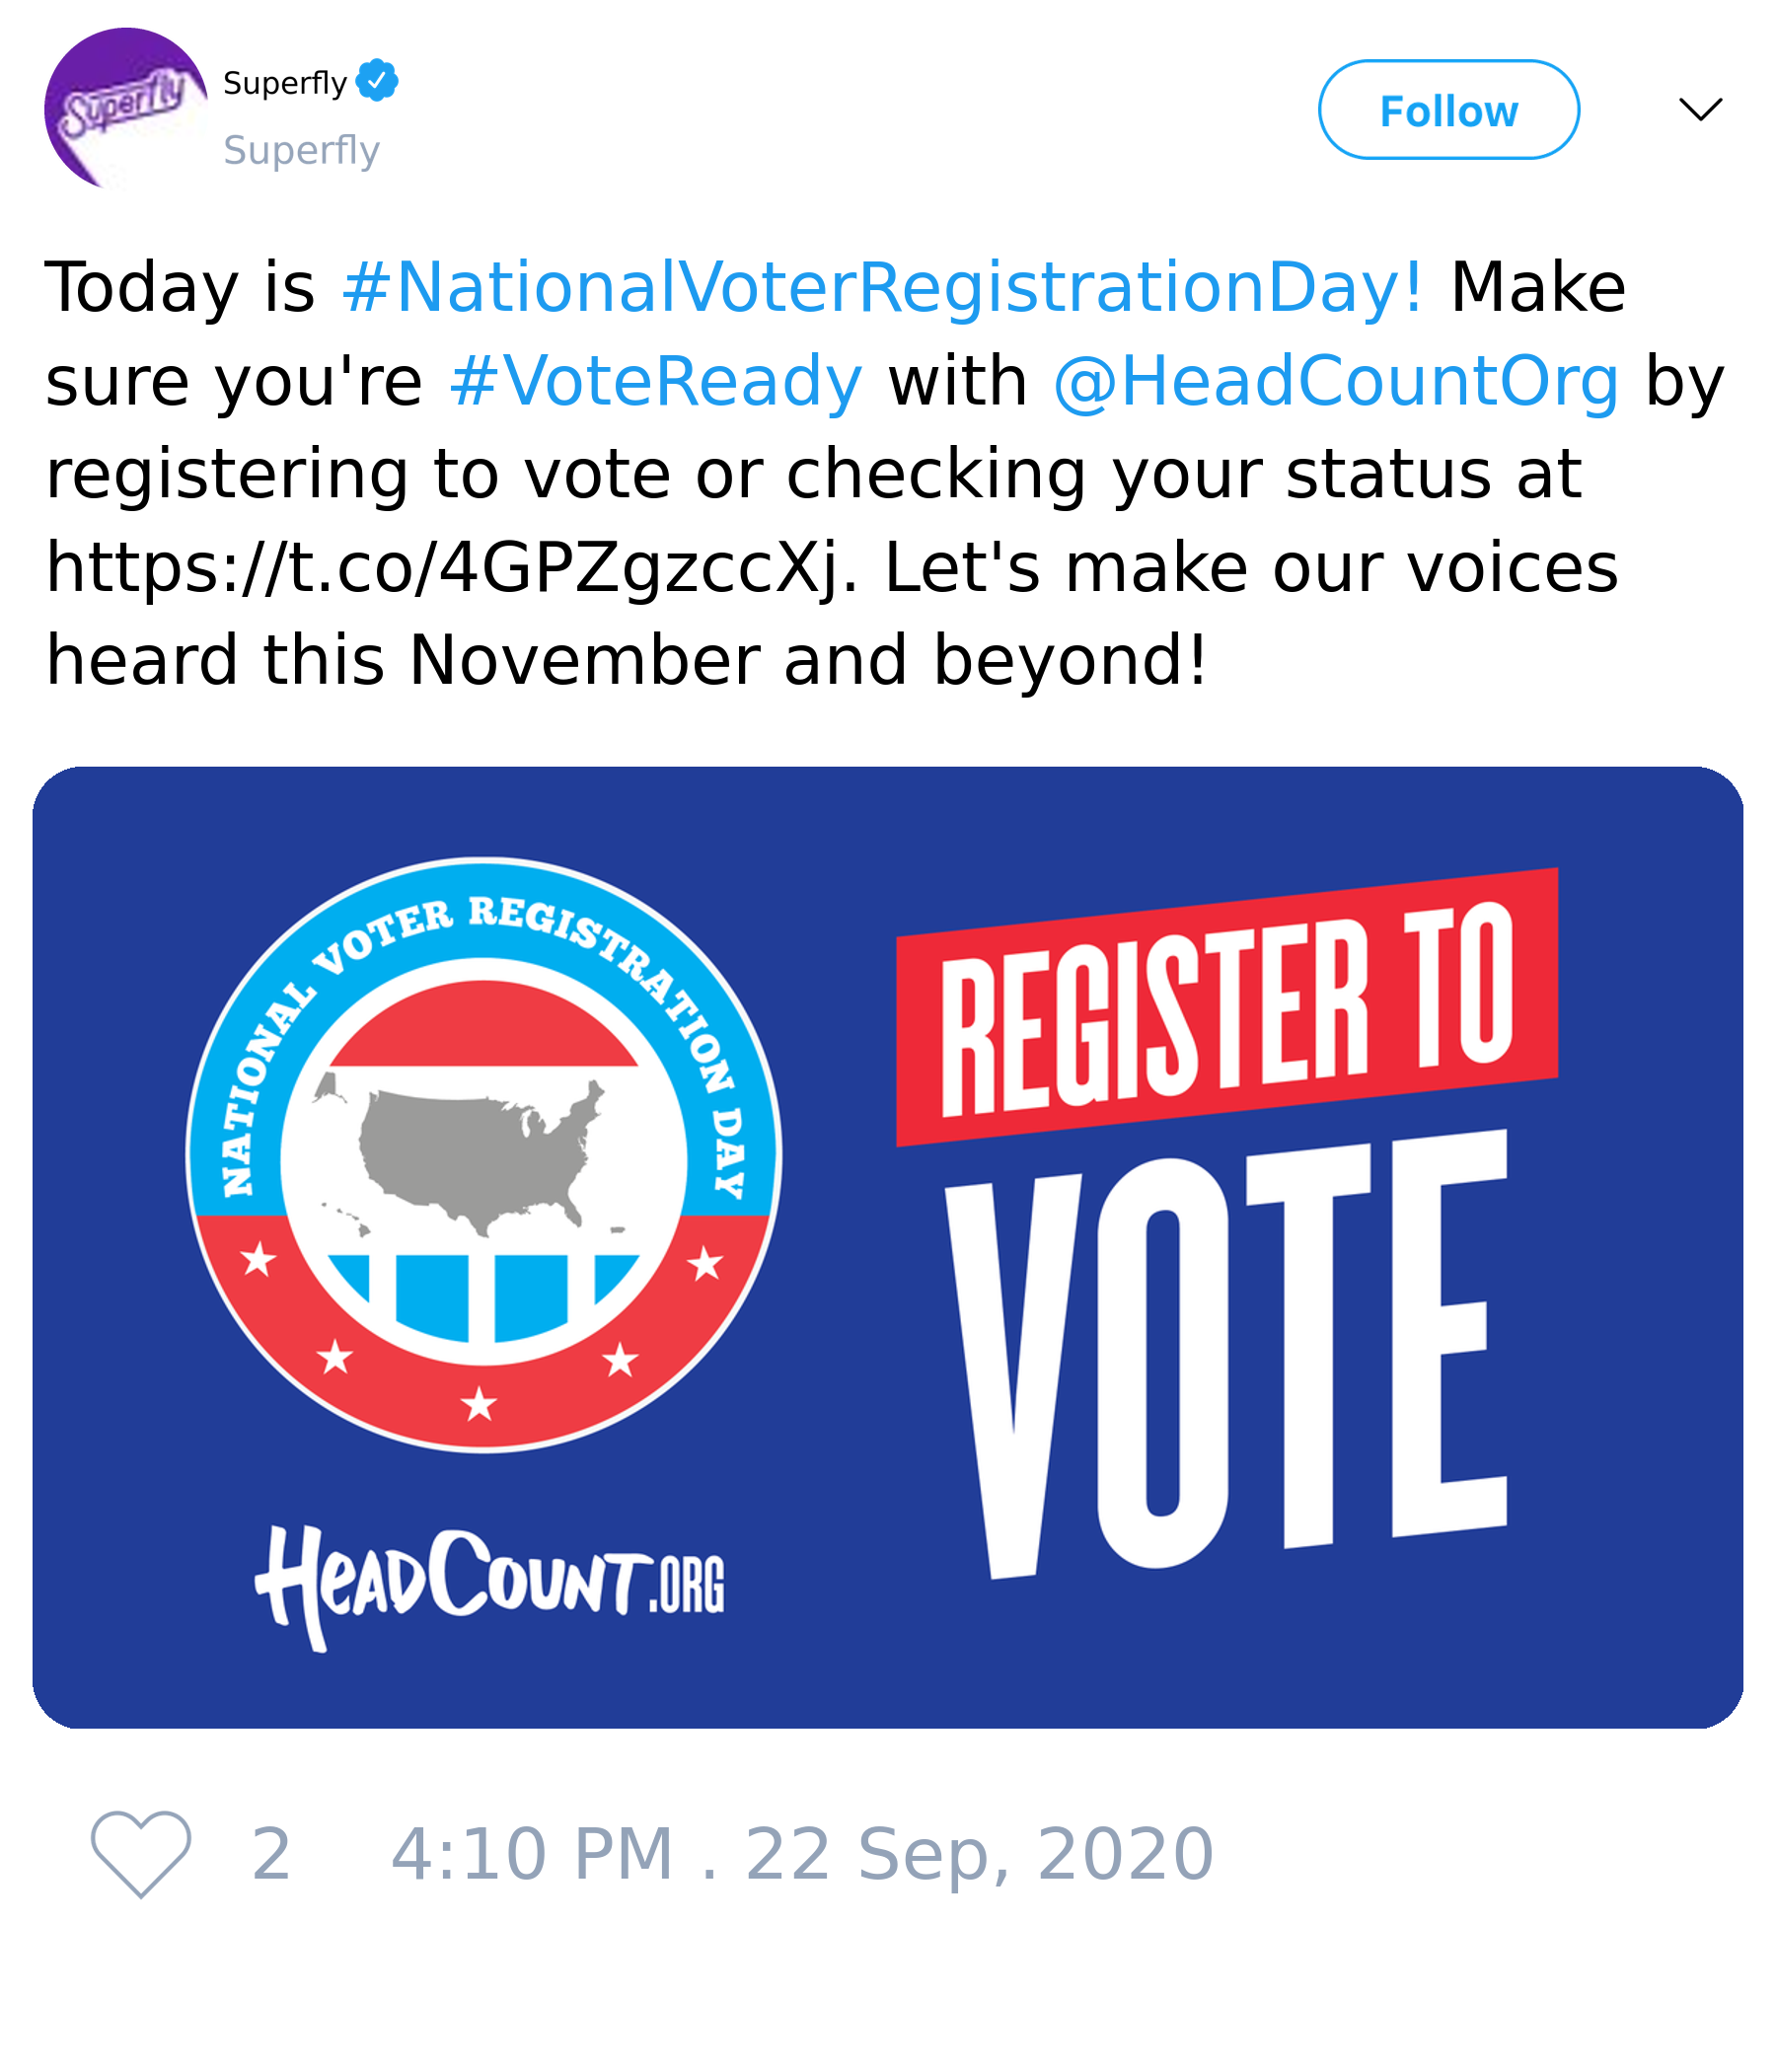 Superfly
Superfly
Superfly
Follow
Today is #NationalVoterRegistrationDay! Make
sure you're #VoteReady with @HeadCountOrg by
registering to vote or checking your status at
https://t.co/4GPZgzccXj. Let's make our voices
heard this November and beyond!
NATIONAL VOTER REGISTRATION DAY
HEADCOUNT.ORG
REGISTER TO
VOTE
2 4:10 PM . 22 Sep, 2020